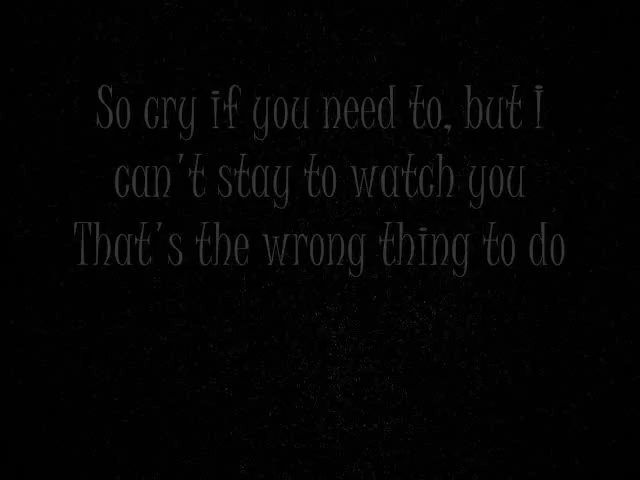 So cry if you need to, but I
can't stay to watch you
That's the wrong thing to do